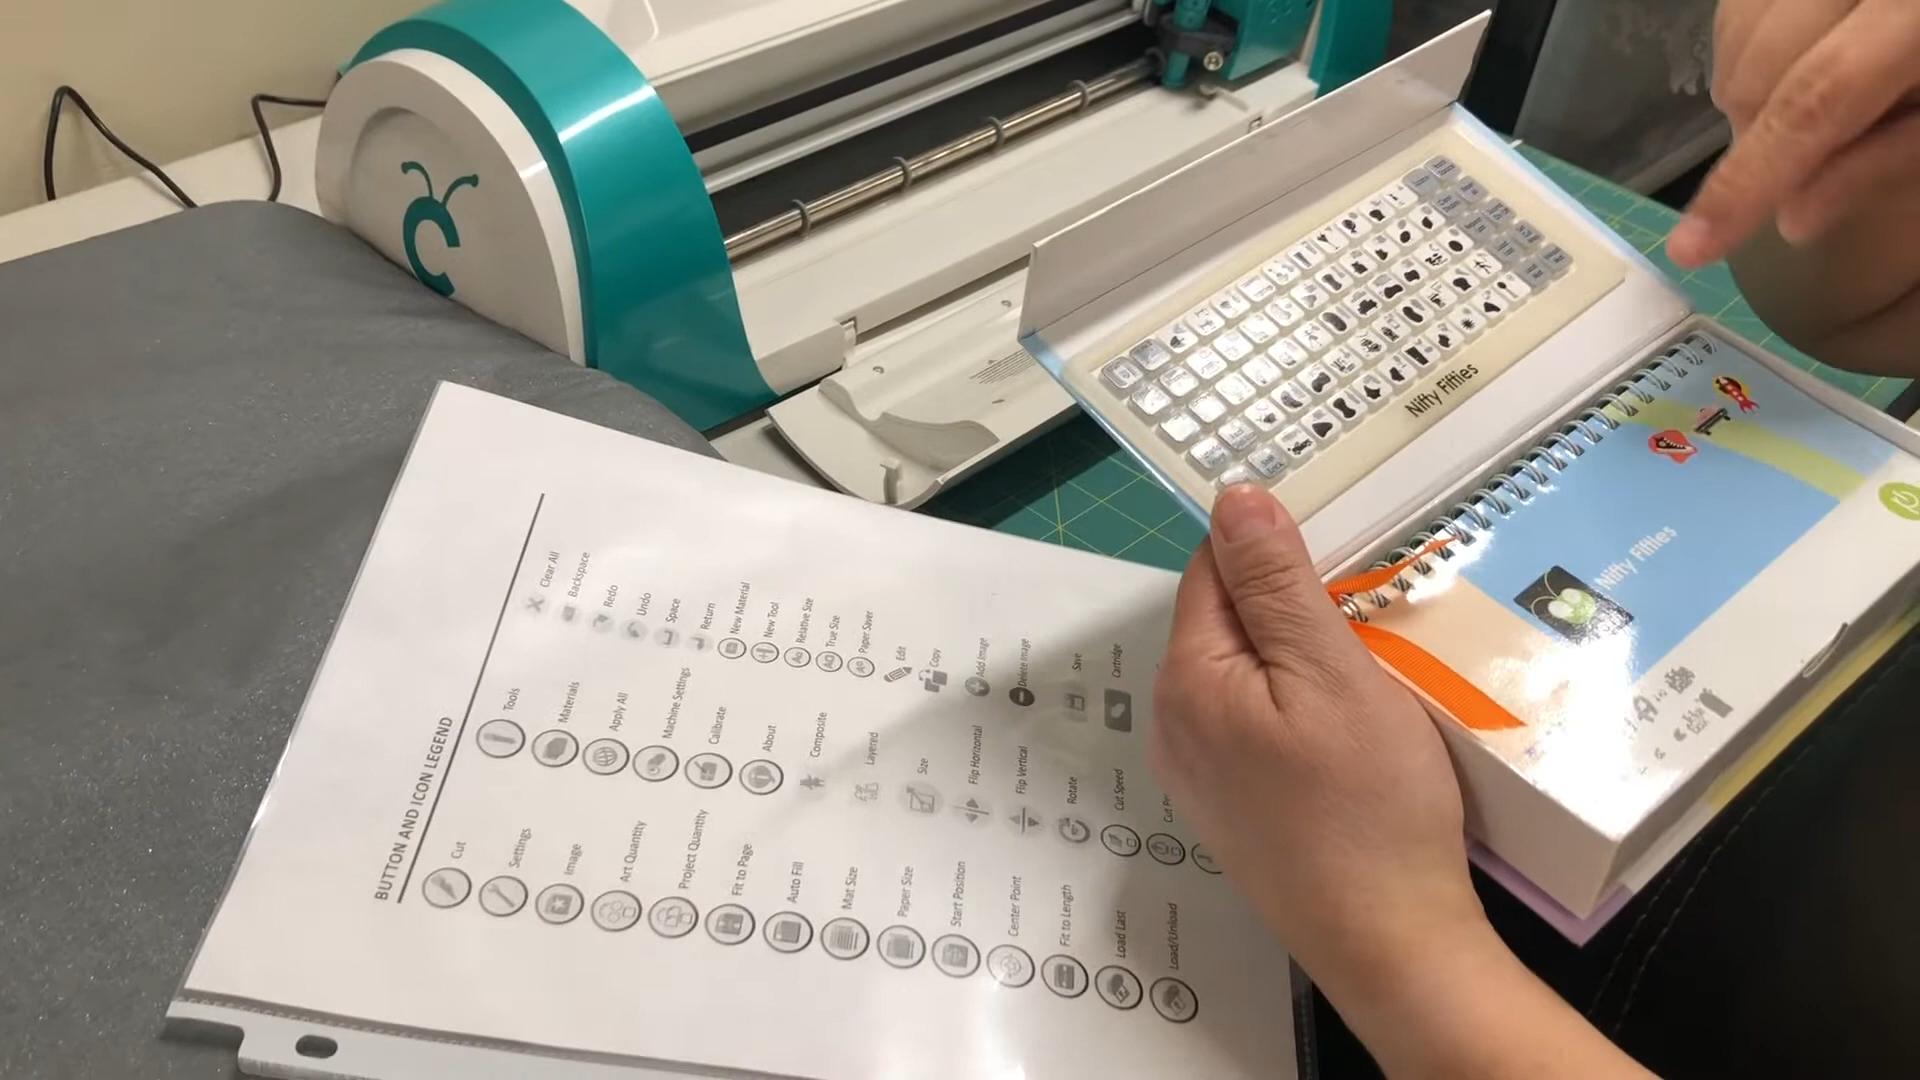 BUTTON AND ICON LEGEND
Cut
Settings
Image
Art Quantity
Project Quantity
Fit to Page
Auto Fill
Mat Size
Paper Size
Start Position
Center Point
Fit to Length
Load Last
Load/Unload
Tools
Materials
Apply All
Machine Settings
Calibrate
About
Composite
Layered
Size
Flip Horizontal
Flip Vertical
Rotate
Cut Speed
Cut
Clear All
Backspace
Redo
Undo
Space
Return
New Material
New Tool
Relative Size
True Size
Paper Saver
Edit
Copy
Add Image
Delete Image
Save
Cartridge
Nifty Fifties
Nifty Fifties